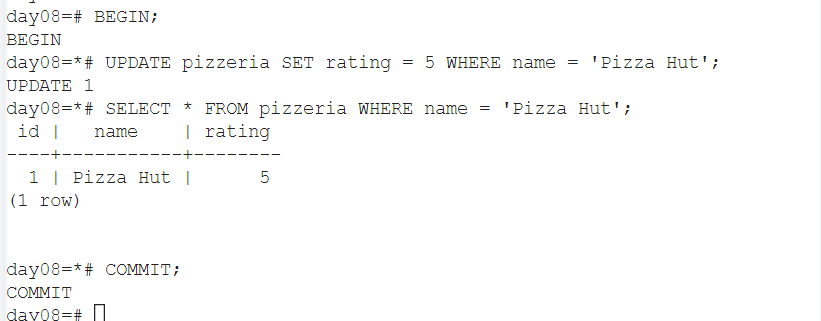 day08=# BEGIN;
BEGIN
day08=*# UPDATE pizzeria SET rating = 5 WHERE name = 'Pizza Hut';
UPDATE 1
day08=*# SELECT * FROM pizzeria WHERE name = 'Pizza Hut';
 id |   name    | rating
----+-----------+--------
  1 | Pizza Hut |      5
(1 row)
day08=*# COMMIT;
COMMIT
day08=#